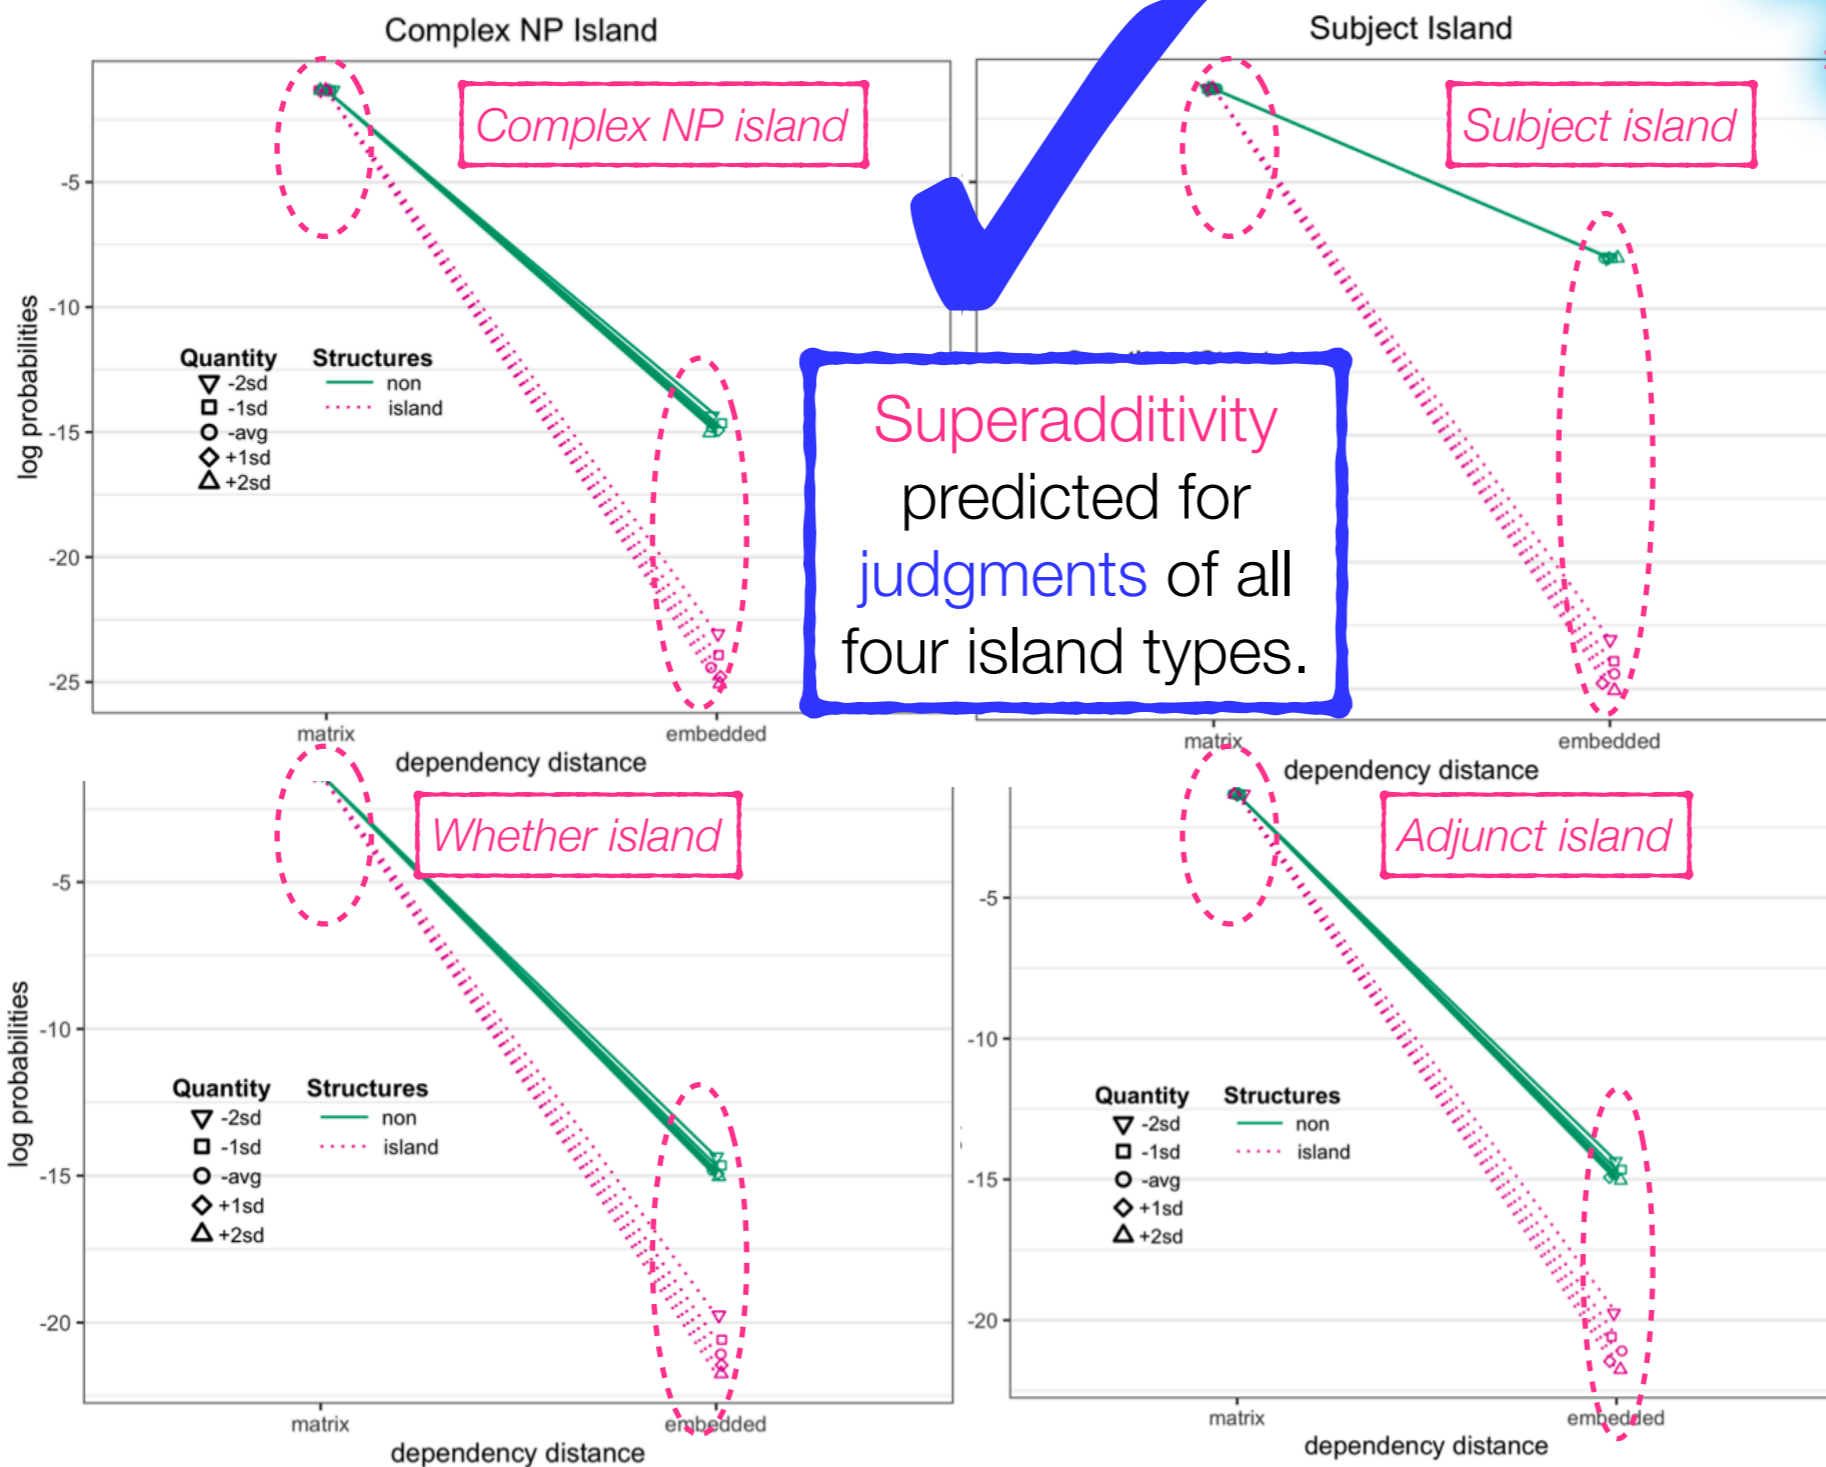 Complex NP Island
Complex NP island
log probabilities
-5
-10
-15
-20
-25
Quantity Structures
-2sd non
-1sd island
-avg
+1sd
+2sd
matrix embedded
dependency distance
Subject Island
Subject island
matrix embedded
dependency distance
Superadditivity
predicted for
judgments of all
four island types.
Whether island
log probabilities
-5
-10
-15
-20
Quantity Structures
-2sd non
-1sd island
-avg
+1sd
+2sd
matrix embedded
dependency distance
Adjunct island
-5
-10
-15
-20
Quantity Structures
-2sd non
-1sd island
-avg
+1sd
+2sd
matrix embedded
dependency distance